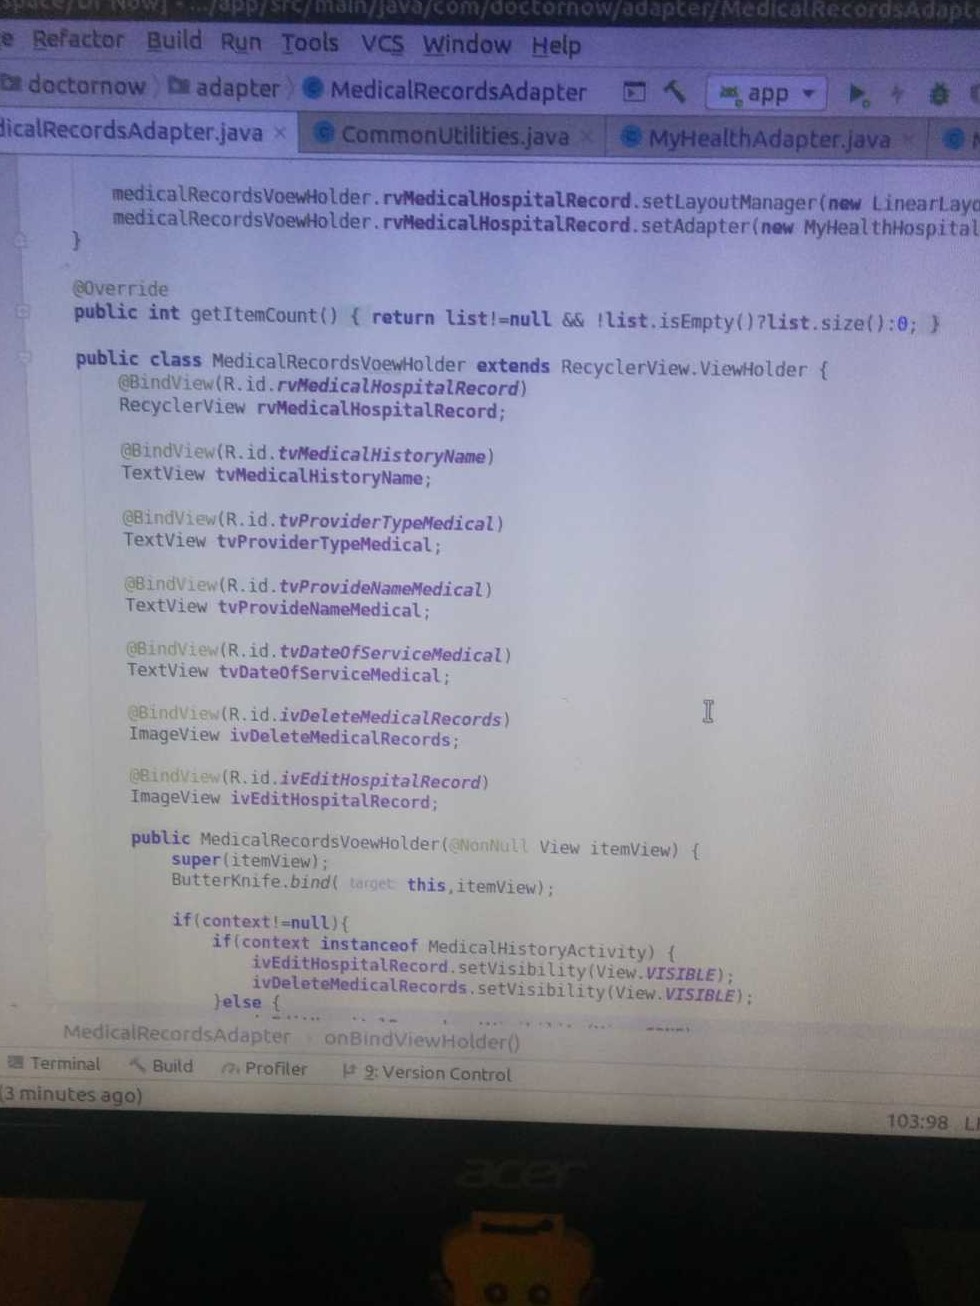 .../app/src/main/java/com/doctornow/adapter/MedicalRecordsAdapt
e Refactor Build Run Tools VCS Window Help
doctornow adapter MedicalRecordsAdapter app
dicalRecordsAdapter.java CommonUtilities.java MyHealthAdapter.java
medicalRecordsVoewHolder.rvMedicalHospitalRecord.setLayoutManager(new LinearLayo
medicalRecordsVoewHolder.rvMedicalHospitalRecord.setAdapter(new MyHealthHospital
}
@Override
public int getItemCount() { return list!=null && !list.isEmpty()?list.size():0; }
public class MedicalRecordsVoewHolder extends RecyclerView.ViewHolder {
@BindView(R.id.rvMedicalHospitalRecord)
RecyclerView rvMedicalHospitalRecord;
@BindView(R.id.tvMedicalHistoryName)
TextView tvMedicalHistoryName;
@BindView(R.id.tvProviderTypeMedical)
TextView tvProviderTypeMedical;
@BindView(R.id.tvProvideNameMedical)
TextView tvProvideNameMedical;
@BindView(R.id.tvDateOfServiceMedical)
TextView tvDateOfServiceMedical;
@BindView(R.id.ivDeleteMedicalRecords)
ImageView ivDeleteMedicalRecords;
@BindView(R.id.ivEditHospitalRecord)
ImageView ivEditHospitalRecord;
public MedicalRecordsVoewHolder(@NonNull View itemView) {
super(itemView);
ButterKnife.bind( target: this,itemView);
if(context!=null){
if(context instanceof MedicalHistoryActivity) {
ivEditHospitalRecord.setVisibility(View.VISIBLE);
ivDeleteMedicalRecords.setVisibility(View.VISIBLE);
}else {
MedicalRecordsAdapter onBindViewHolder()
Terminal Build Profiler 9: Version Control
(3 minutes ago)
103:98 LF
acer